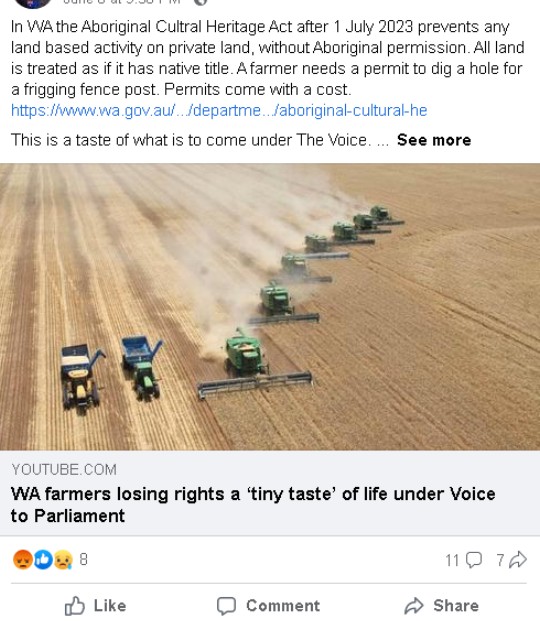 In WA the Aboriginal Cultral Heritage Act after 1 July 2023 prevents any
land based activity on private land, without Aboriginal permission. All land
is treated as if it has native title. A farmer needs a permit to dig a hole for
a frigging fence post. Permits come with a cost.
https://www.wa.gov.au/.../departme.../aboriginal-cultural-he
This is a taste of what is to come under The Voice. ... See more
YOUTUBE.COM
WA farmers losing rights a ‘tiny taste’ of life under Voice
to Parliament
8
11
7
Like
Comment
Share